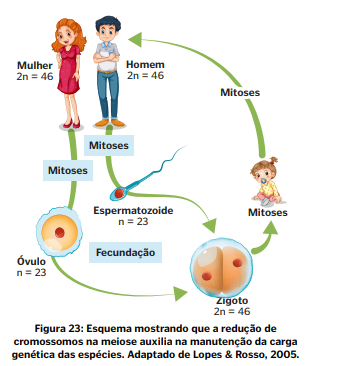 Mulher
2n = 46
Homem
2n = 46
Mitoses
Mitoses
Mitoses
Espermatozoide
n = 23
Mitoses
Óvulo
n = 23
Fecundação
Zigoto
2n = 46
Figura 23: Esquema mostrando que a redução de
cromossomos na meiose auxilia na manutenção da carga
genética das espécies. Adaptado de Lopes & Rosso, 2005.